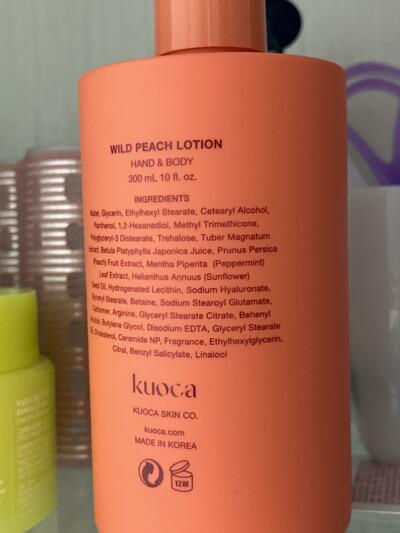 WILD PEACH LOTION
HAND & BODY
300 mL 10 fl. oz.
INGREDIENTS
Water, Glycerin, Ethylhexyl Stearate, Cetearyl Alcohol,
Panthenol, 1,2-Hexanediol, Methyl Trimethicone,
Polyglyceryl-3 Distearate, Trehalose, Tuber Magnatum
Extract, Betula Platyphylla Japonica Juice, Prunus Persica
(Peach) Fruit Extract, Mentha Piperita (Peppermint)
Leaf Extract, Helianthus Annuus (Sunflower)
Seed Oil, Hydrogenated Lecithin, Sodium Hyaluronate,
Glyceryl Stearate, Betaine, Sodium Stearoyl Glutamate,
Carbomer, Arginine, Glyceryl Stearate Citrate, Behenyl
Alcohol, Butylene Glycol, Disodium EDTA, Glyceryl Stearate
SE, Cholesterol, Ceramide NP, Fragrance, Ethylhexylglycerin,
Citral, Benzyl Salicylate, Linalool
kuoca
KUOCA SKIN CO.
kuoca.com
MADE IN KOREA
12M